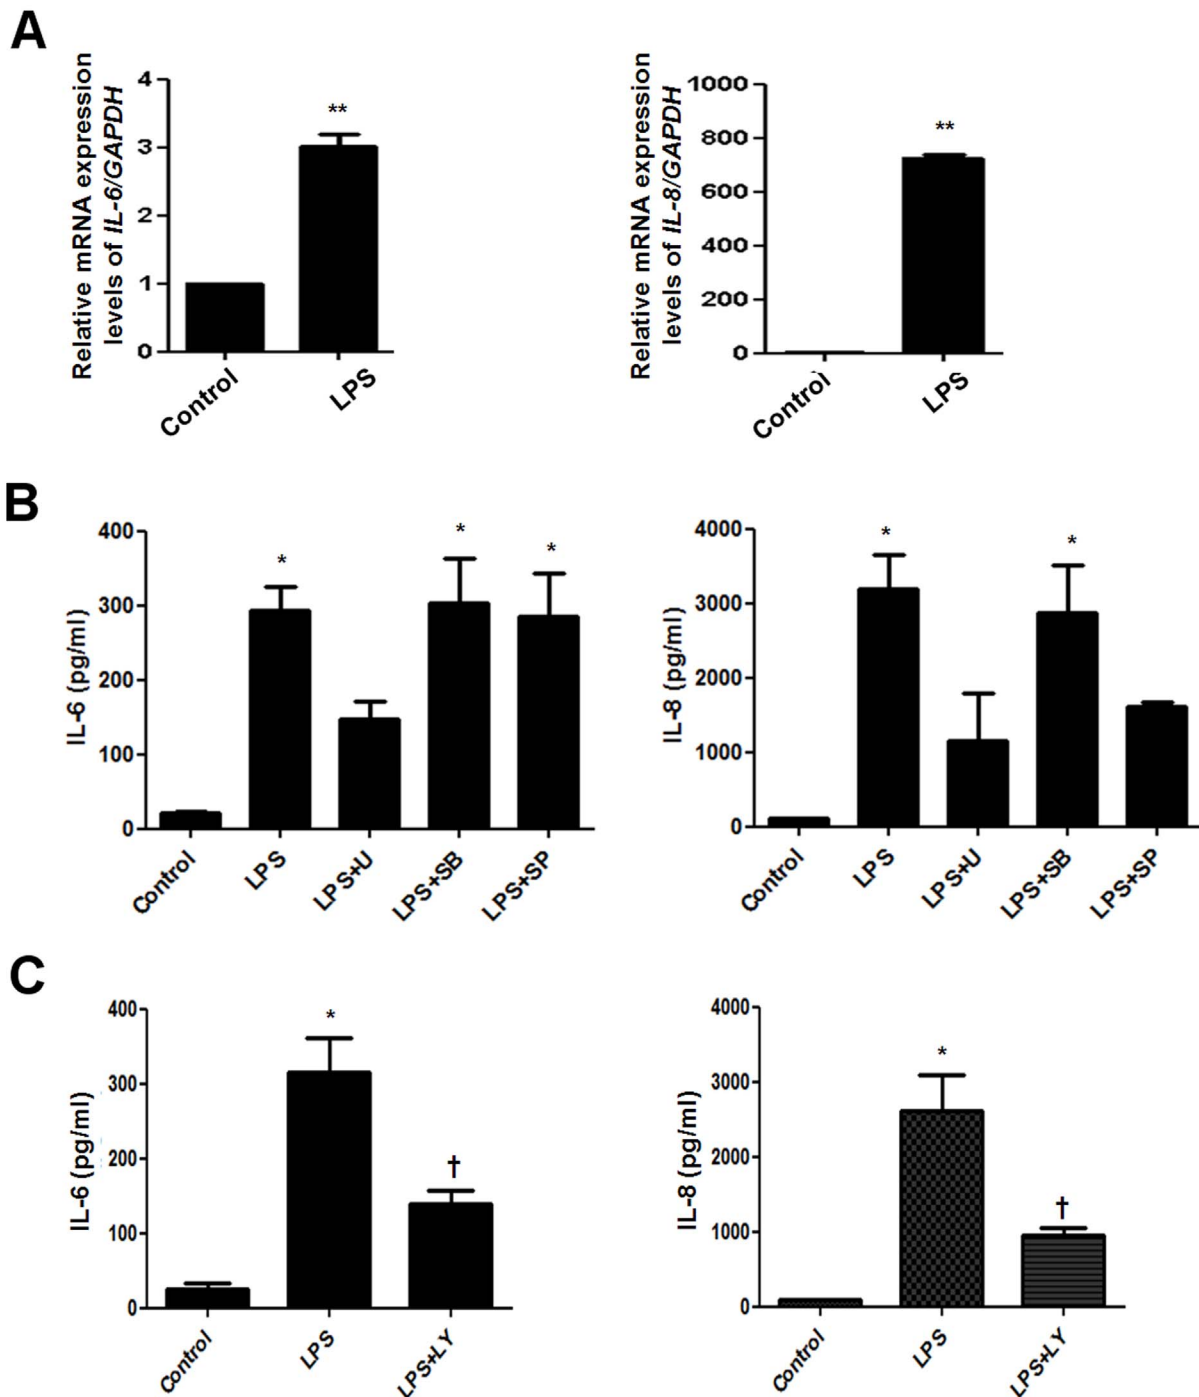 A
Relative mRNA expression
levels of IL-6/GAPDH
4
3
2
1
0
**
Control
LPS
Relative mRNA expression
levels of IL-8/GAPDH
1000
800
600
400
200
0
**
Control
LPS
B
IL-6 (pg/ml)
400
300
200
100
0
*
*
*
Control
LPS
LPS+U
LPS+SB
LPS+SP
IL-8 (pg/ml)
4000
3000
2000
1000
0
*
*
Control
LPS
LPS+U
LPS+SB
LPS+SP
C
IL-6 (pg/ml)
400
300
200
100
0
*
†
Control
LPS
LPS+LY
IL-8 (pg/ml)
4000
3000
2000
1000
0
*
†
Control
LPS
LPS+LY